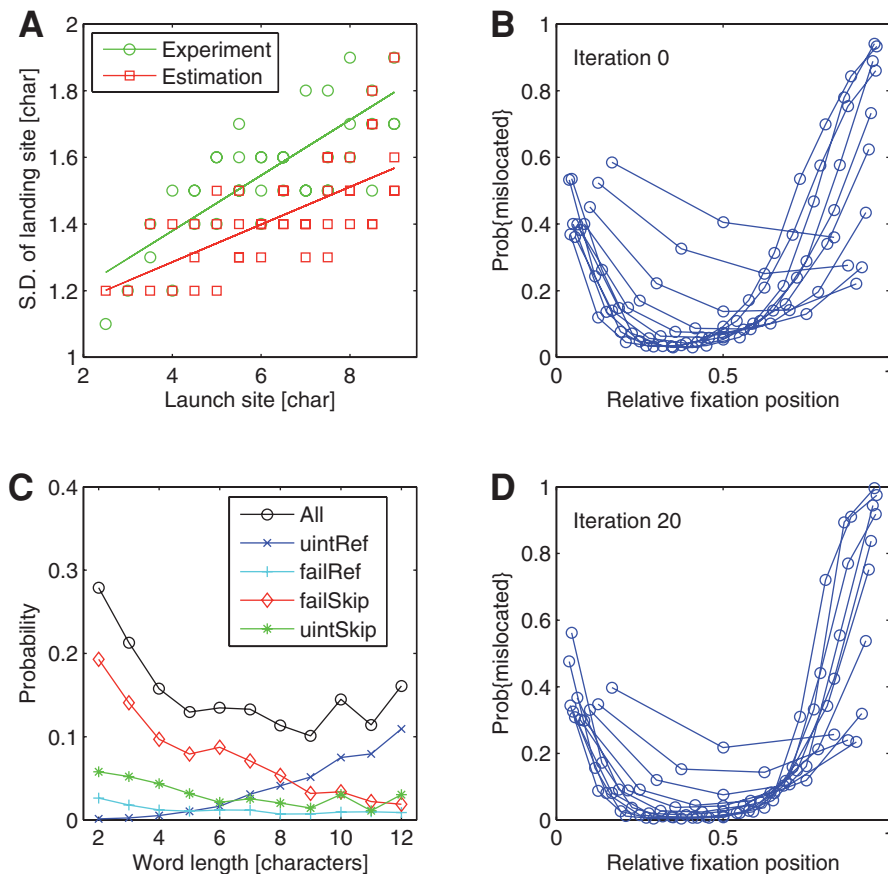 A
2
1.8
1.6
1.4
1.2
1
S.D. of landing site [char]
Experiment
Estimation
2
4
6
8
Launch site [char]
B
1
0.8
0.6
0.4
0.2
0
Prob{mislocated}
Iteration 0
0
0.5
1
Relative fixation position
C
0.4
0.3
0.2
0.1
0
Probability
All
uintRef
failRef
failSkip
uintSkip
2
4
6
8
10
12
Word length [characters]
D
1
0.8
0.6
0.4
0.2
0
Prob{mislocated}
Iteration 20
0
0.5
1
Relative fixation position